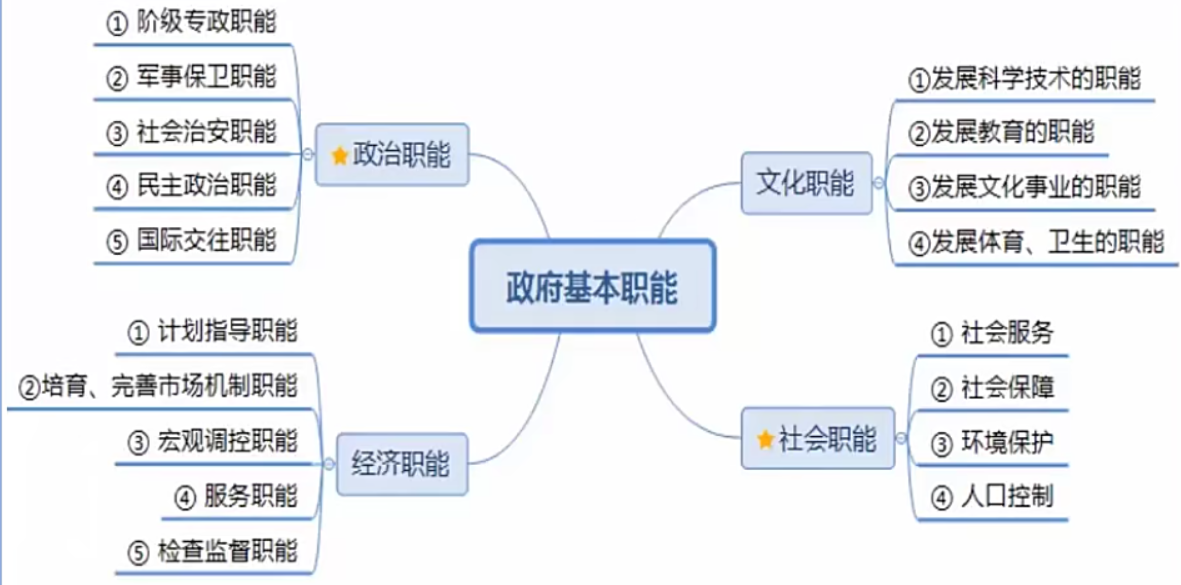 政府基本职能
政治职能
① 阶级专政职能
② 军事保卫职能
③ 社会治安职能
④ 民主政治职能
⑤ 国际交往职能
经济职能
① 计划指导职能
②培育、完善市场机制职能
③ 宏观调控职能
④ 服务职能
⑤ 检查监督职能
文化职能
①发展科学技术的职能
②发展教育的职能
③发展文化事业的职能
④发展体育、卫生的职能
社会职能
① 社会服务
② 社会保障
③ 环境保护
④ 人口控制